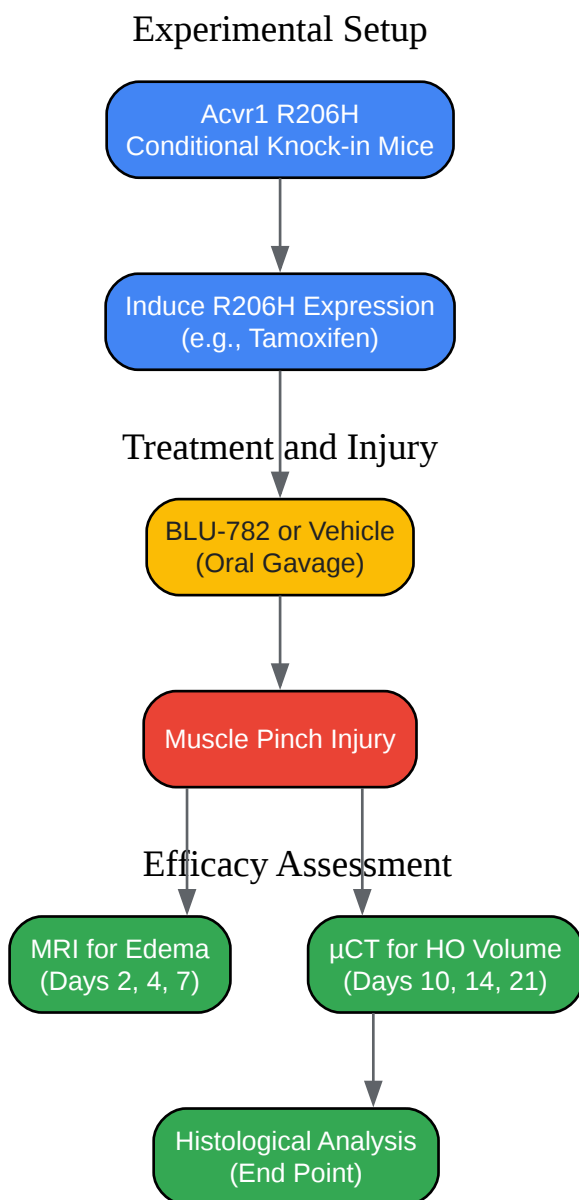 Experimental Setup
Acvr1 R206H
Conditional Knock-in Mice
Induce R206H Expression
(e.g., Tamoxifen)
Treatment and Injury
BLU-782 or Vehicle
(Oral Gavage)
Muscle Pinch Injury
Efficacy Assessment
MRI for Edema
(Days 2, 4, 7)
µCT for HO Volume
(Days 10, 14, 21)
Histological Analysis
(End Point)